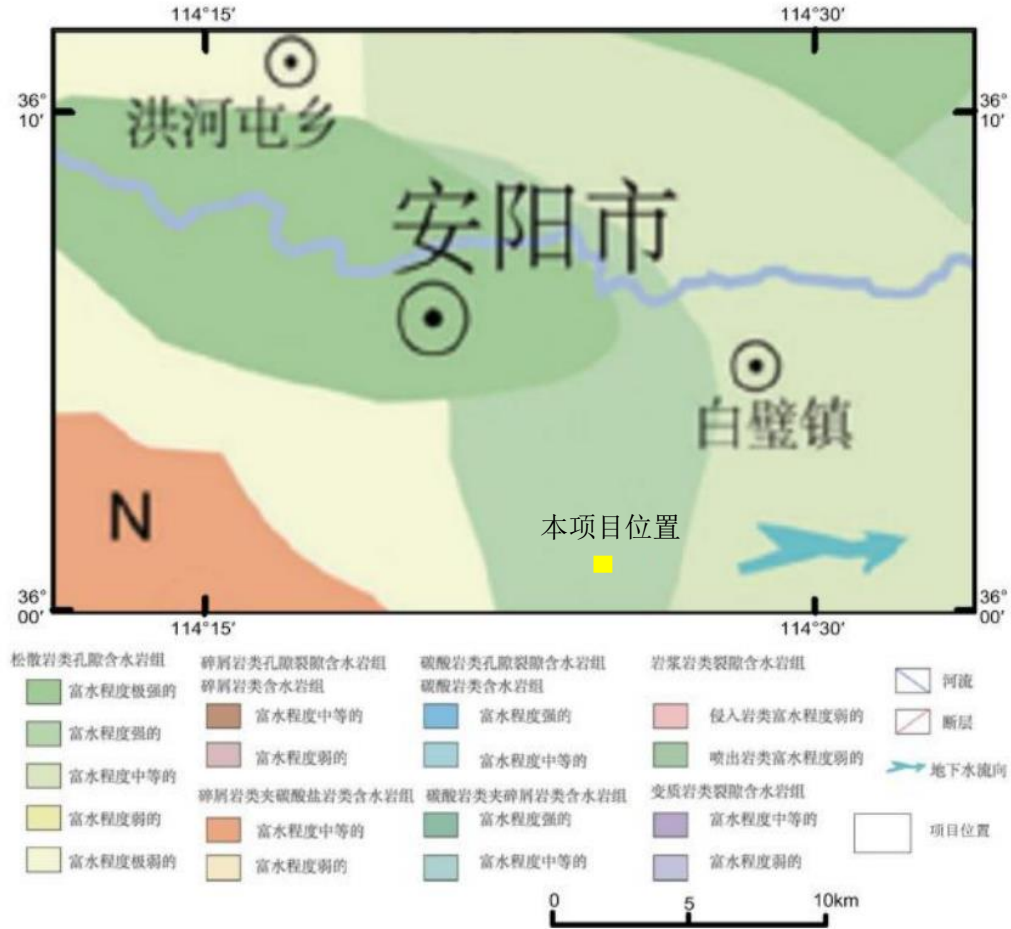 114°15′ 114°30′
36°
10′
36°
10′
洪河屯乡
安阳市
白璧镇
N
本项目位置
36°
00′
36°
00′
114°15′ 114°30′
松散岩类孔隙含水岩组
富水程度极强的
富水程度强的
富水程度中等的
富水程度弱的
富水程度极弱的
碎屑岩类孔隙裂隙含水岩组
碎屑岩类含水岩组
富水程度中等的
富水程度弱的
碎屑岩类夹碳酸盐岩类含水岩组
富水程度中等的
富水程度弱的
碳酸岩类孔隙裂隙含水岩组
碳酸岩类含水岩组
富水程度强的
富水程度中等的
碳酸岩类夹碎屑岩类含水岩组
富水程度强的
富水程度中等的
岩浆岩类裂隙含水岩组
侵入岩类富水程度弱的
喷出岩类富水程度弱的
变质岩类裂隙含水岩组
富水程度中等的
富水程度弱的
河流
断层
地下水流向
项目位置
0 5 10km